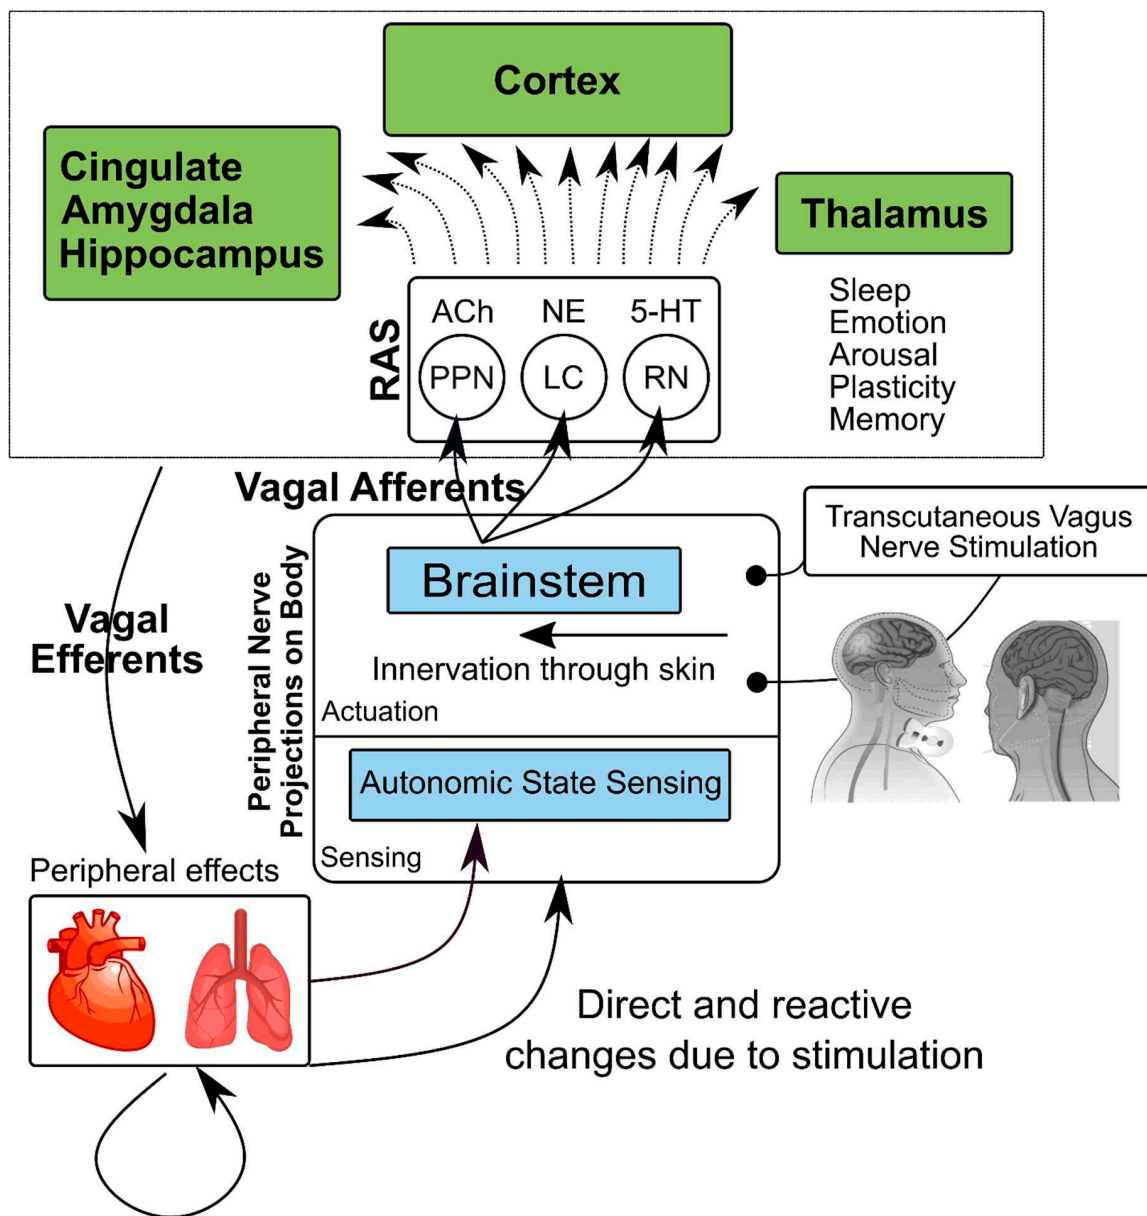 Cortex
Cingulate
Amygdala
Hippocampus
Thalamus
Sleep
Emotion
Arousal
Plasticity
Memory
RAS
ACh NE 5-HT
PPN LC RN
Vagal Afferents
Vagal
Efferents
Peripheral Nerve
Projections on Body
Brainstem
Innervation through skin
Actuation
Transcutaneous Vagus
Nerve Stimulation
Autonomic State Sensing
Sensing
Peripheral effects
Direct and reactive
changes due to stimulation